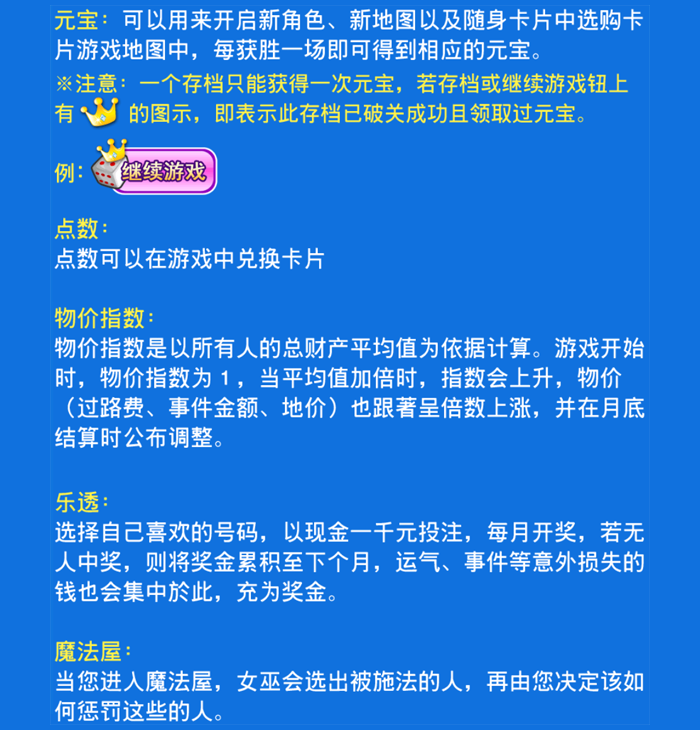 元宝：可以用来开启新角色、新地图以及随身卡片中选购卡
片游戏地图中，每获胜一场即可得到相应的元宝。
※注意：一个存档只能获得一次元宝，若存档或继续游戏钮上
有 的图示，即表示此存档已破关成功且领取过元宝。
例： 继续游戏
点数：
点数可以在游戏中兑换卡片
物价指数：
物价指数是以所有人的总财产平均值为依据计算。游戏开始
时，物价指数为1，当平均值加倍时，指数会上升，物价
（过路费、事件金额、地价）也跟著呈倍数上涨，并在月底
结算时公布调整。
乐透：
选择自己喜欢的号码，以现金一千元投注，每月开奖，若无
人中奖，则将奖金累积至下个月，运气、事件等意外损失的
钱也会集中於此，充为奖金。
魔法屋：
当您进入魔法屋，女巫会选出被施法的人，再由您决定该如
何惩罚这些的人。